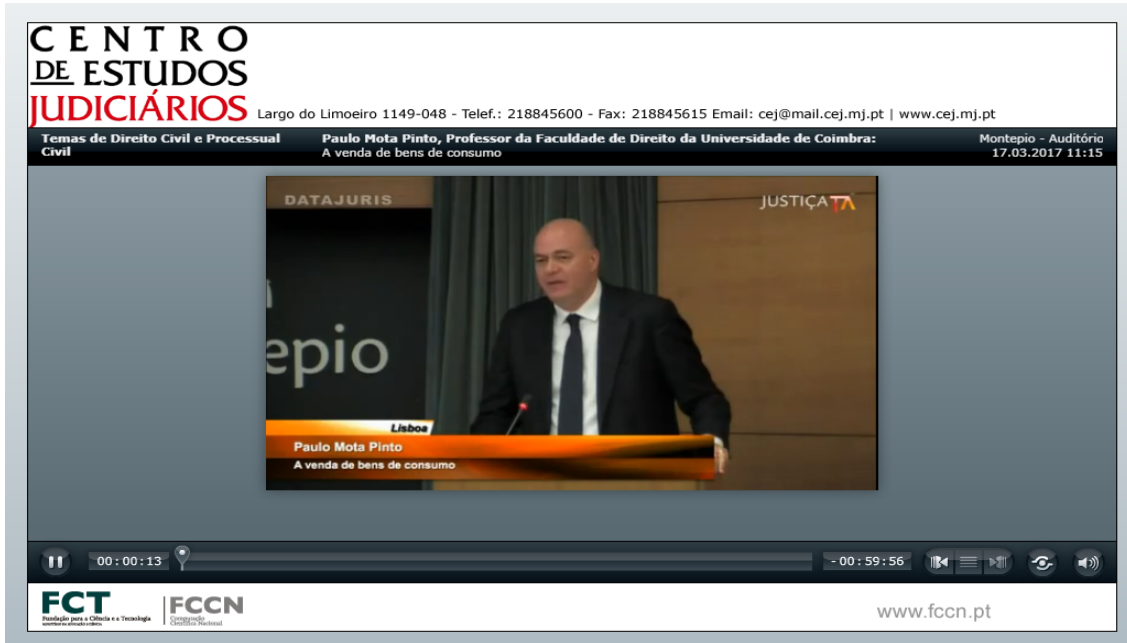 CENTRO
DE ESTUDOS
JUDICIÁRIOS
Largo do Limoeiro 1149-048 - Telef.: 218845600 - Fax: 218845615 Email: cej@mail.cej.mj.pt | www.cej.mj.pt
Temas de Direito Civil e Processual Civil
Paulo Mota Pinto, Professor da Faculdade de Direito da Universidade de Coimbra:
A venda de bens de consumo
Montepio - Auditório
17.03.2017 11:15
DATAJURIS
JUSTIÇA TV
epio
Lisboa
Paulo Mota Pinto
A venda de bens de consumo
00:00:13
- 00:59:56
FCT
Fundação para a Ciência e a Tecnologia
FCCN
Computação
Científica Nacional
www.fccn.pt